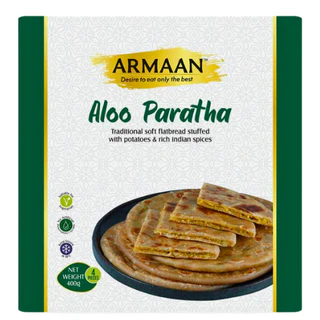 ARMAAN™
Desire to eat only the best
Aloo Paratha
Traditional soft flatbread stuffed
with potatoes & rich indian spices
NET
WEIGHT
400g
4